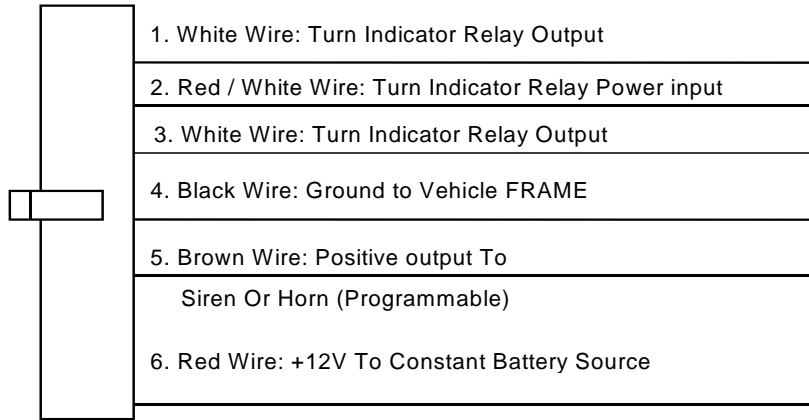 1. White Wire: Turn Indicator Relay Output
2. Red / White Wire: Turn Indicator Relay Power input
3. White Wire: Turn Indicator Relay Output
4. Black Wire: Ground to Vehicle FRAME
5. Brown Wire: Positive output To
Siren Or Horn (Programmable)
6. Red Wire: +12V To Constant Battery Source